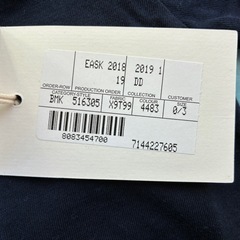 EASK 2018 2019 1
19 DD
ORDER-ROW PRODUCTION ORDER COLLECTION CUSTOMER
CATEGORY-STYLE FABRIC COLOUR SIZE
BMK 516305 X9T99 4483 0/3
8083454700
7144227605